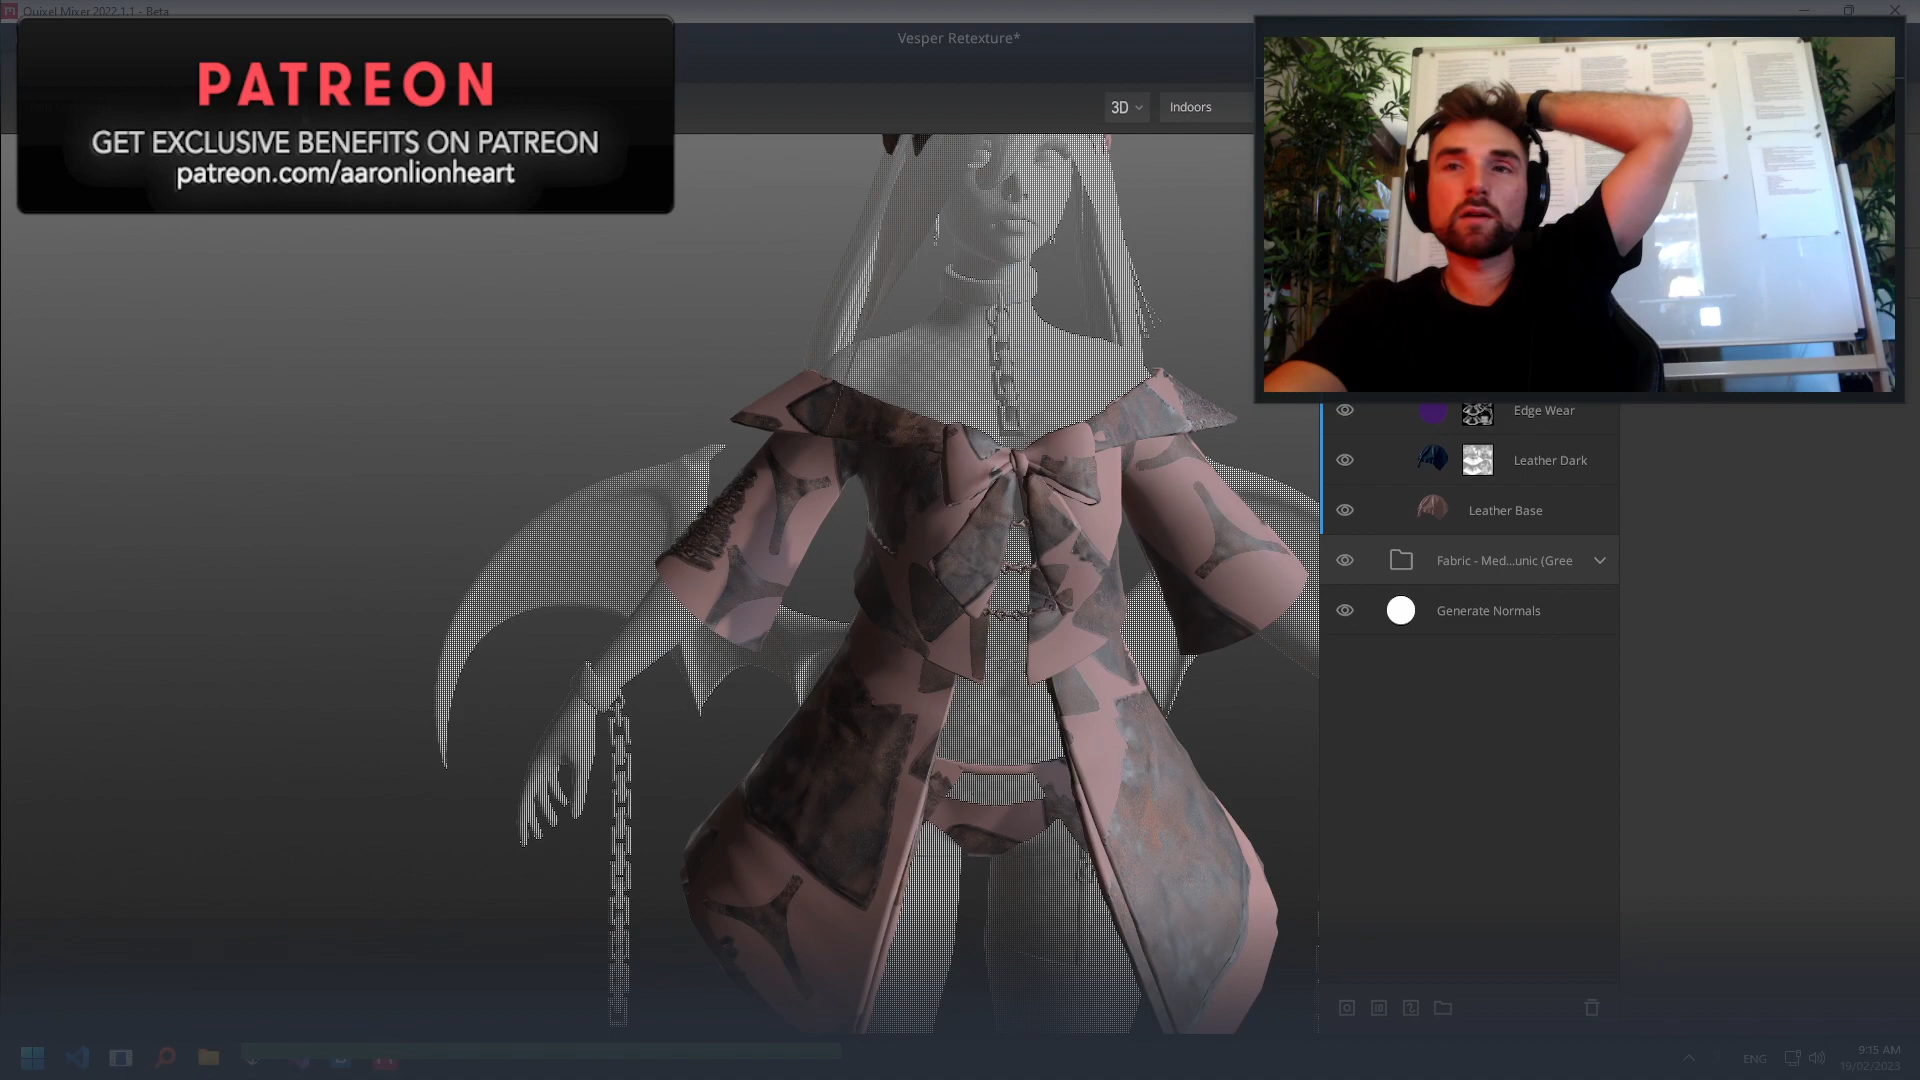 Quixel Mixer 2022.1.1 - Beta
Vesper Retexture*
PATREON
GET EXCLUSIVE BENEFITS ON PATREON
patreon.com/aaronlionheart
3D
Indoors
Edge Wear
Leather Dark
Leather Base
Fabric - Med...unic (Gree
Generate Normals
ENG
9:15 AM
19/02/2023